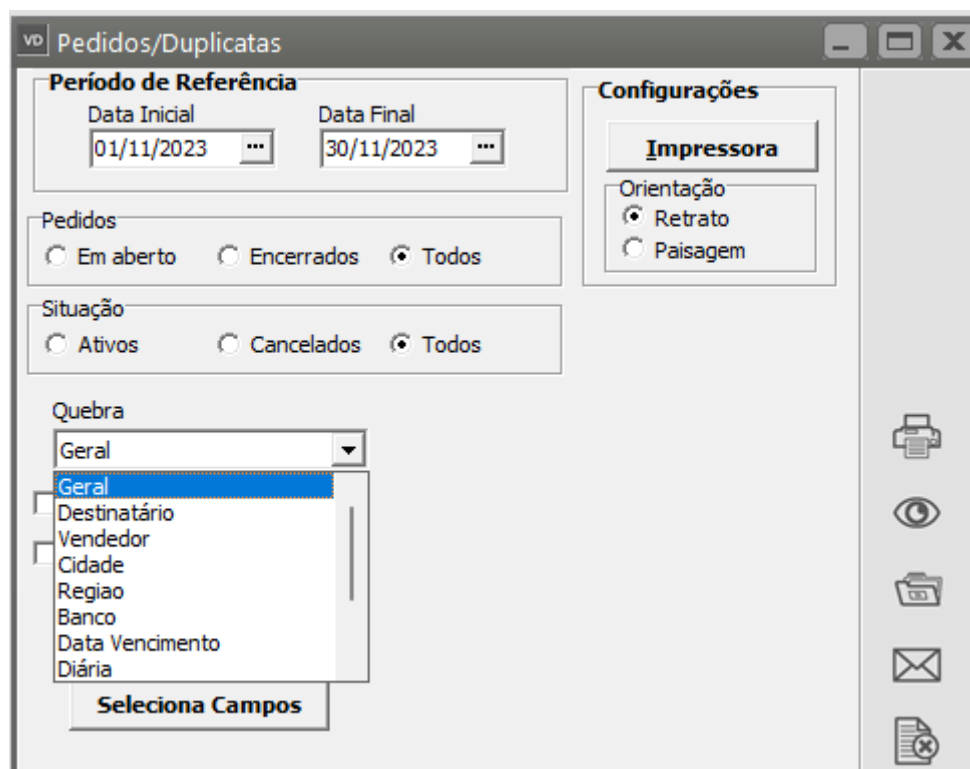 VD Pedidos/Duplicatas
Período de Referência
Data Inicial
Data Final
01/11/2023 ...
30/11/2023 ...
Configurações
Impressora
Orientação
Retrato
Paisagem
Pedidos
Em aberto Encerrados Todos
Situação
Ativos Cancelados Todos
Quebra
Geral
Geral
Destinatário
Vendedor
Cidade
Regiao
Banco
Data Vencimento
Diária
Seleciona Campos